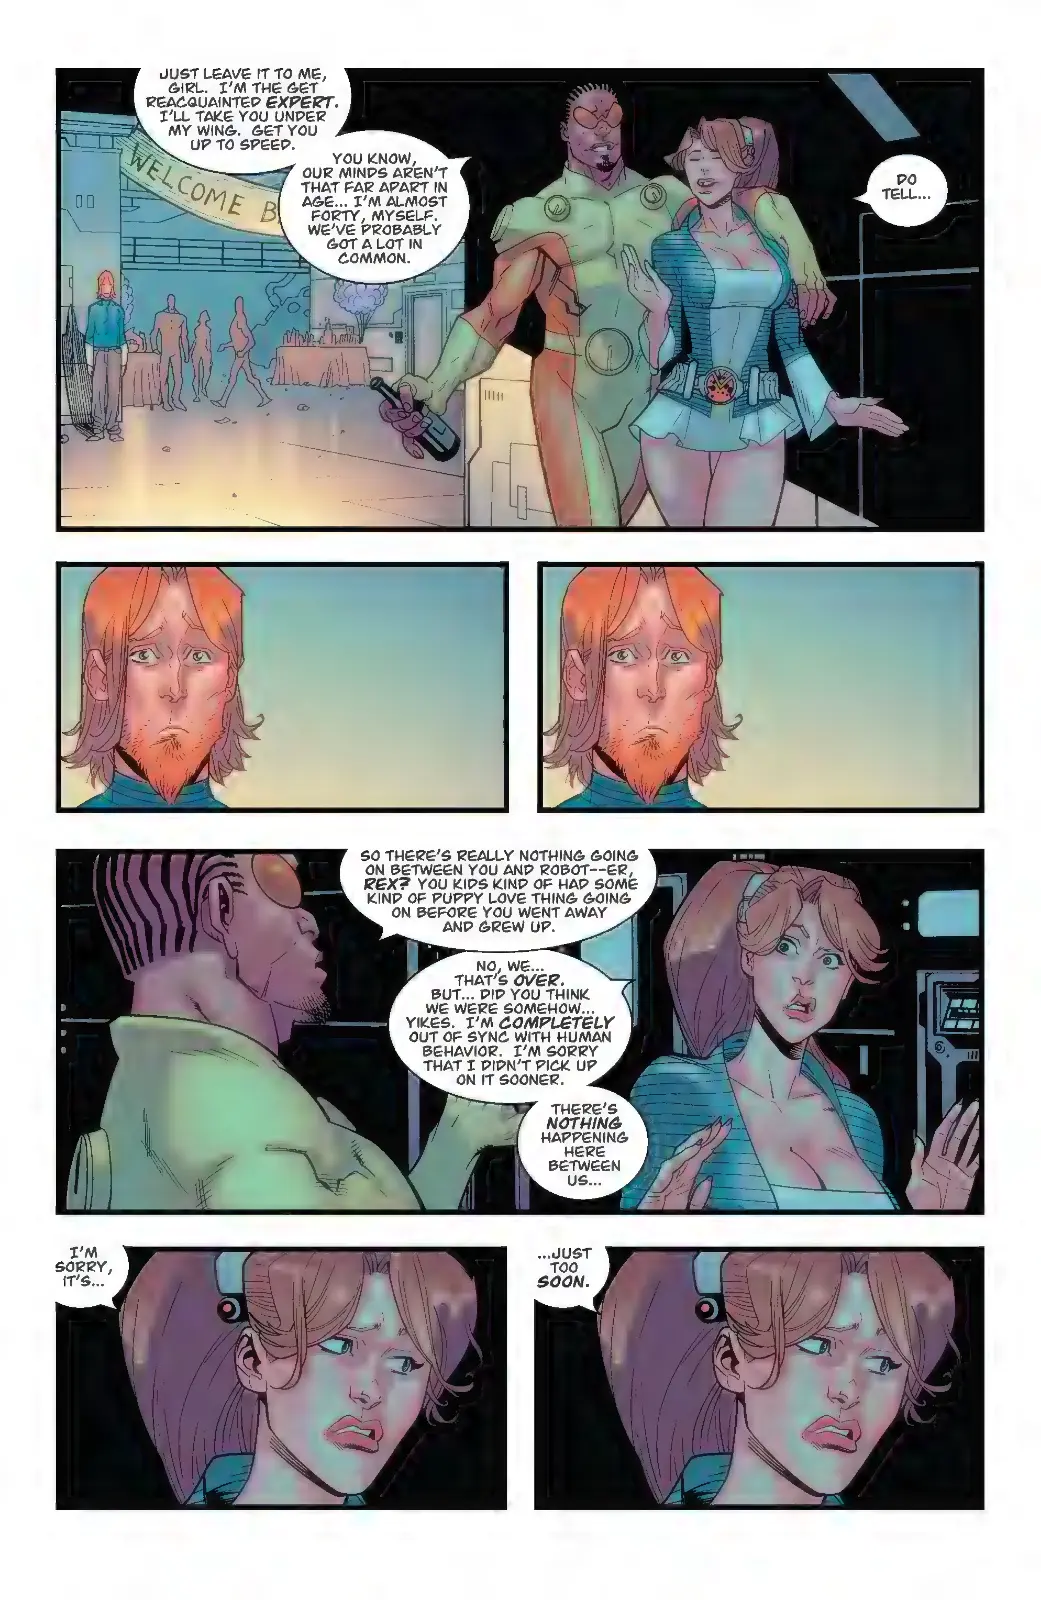 JUST LEAVE IT TO ME,
GIRL. I'M THE GET
REACQUAINTED EXPERT.
I'LL TAKE YOU UNDER
MY WING. GET YOU
UP TO SPEED.
YOU KNOW,
OUR MINDS AREN'T
THAT FAR APART IN
AGE... I'M ALMOST
FORTY, MYSELF.
WE'VE PROBABLY
GOT A LOT IN
COMMON.
DO
TELL...
WELCOME B
SO THERE'S REALLY NOTHING GOING
ON BETWEEN YOU AND ROBOT--ER,
REX? YOU KIDS KIND OF HAD SOME
KIND OF PUPPY LOVE THING GOING
ON BEFORE YOU WENT AWAY
AND GREW UP.
NO, WE...
THAT'S OVER.
BUT... DID YOU THINK
WE WERE SOMEHOW...
YIKES. I'M COMPLETELY
OUT OF SYNC WITH HUMAN
BEHAVIOR. I'M SORRY
THAT I DIDN'T PICK UP
ON IT SOONER.
THERE'S
NOTHING
HAPPENING
HERE
BETWEEN
US...
I'M
SORRY,
IT'S...
...JUST
TOO
SOON.